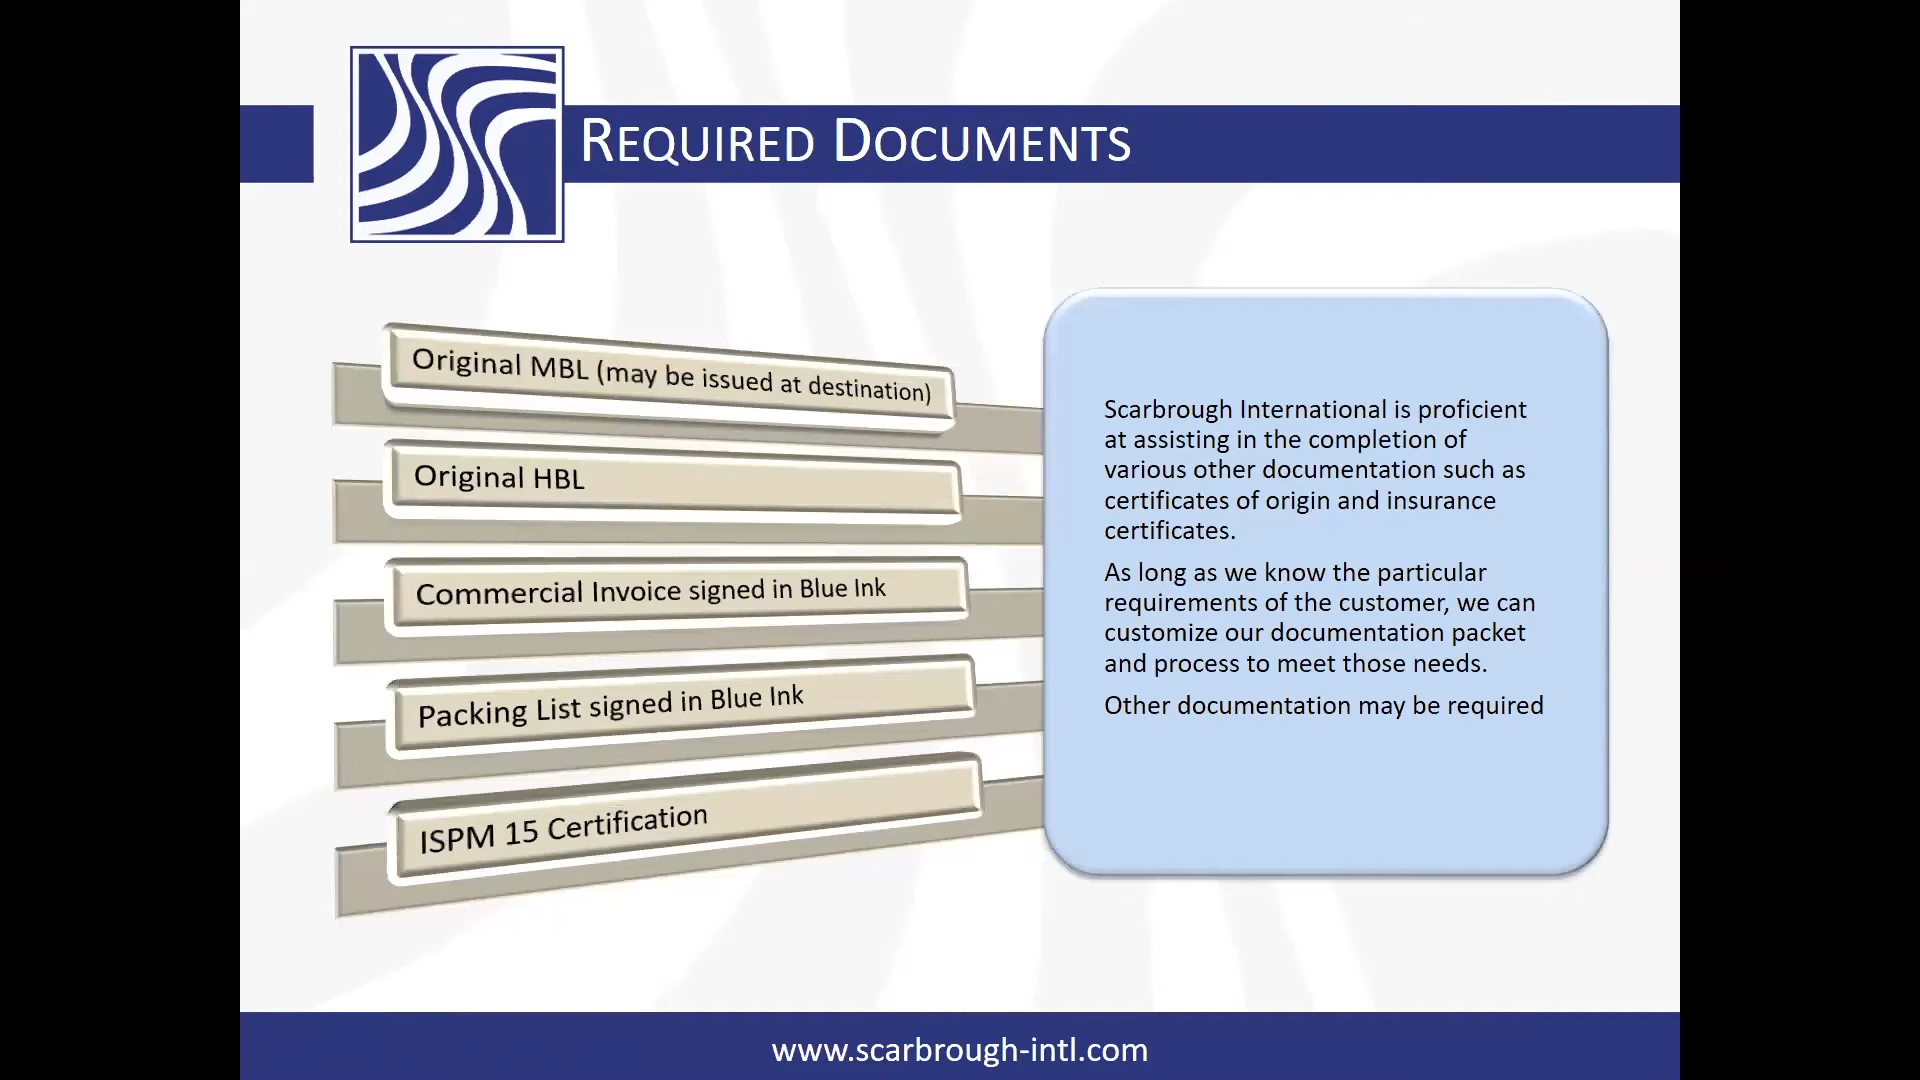 REQUIRED DOCUMENTS
Original MBL (may be issued at destination)
Original HBL
Commercial Invoice signed in Blue Ink
Packing List signed in Blue Ink
ISPM 15 Certification
Scarbrough International is proficient
at assisting in the completion of
various other documentation such as
certificates of origin and insurance
certificates.
As long as we know the particular
requirements of the customer, we can
customize our documentation packet
and process to meet those needs.
Other documentation may be required
www.scarbrough-intl.com